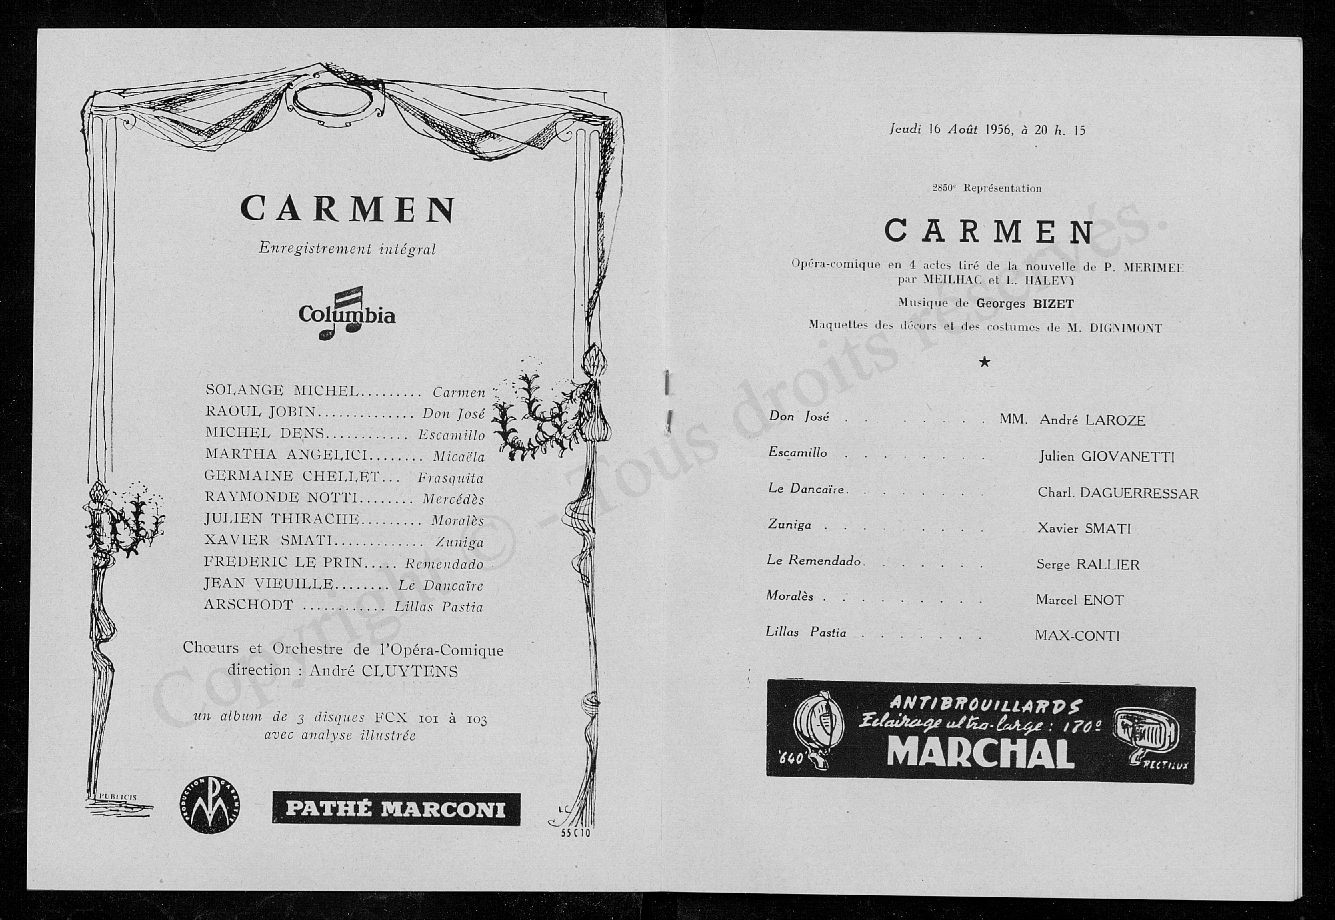 CARMEN
Enregistrement intégral
Columbia
SOLANGE MICHEL......... Carmen
RAOUL JOBIN.............. Don José
MICHEL DENS............ Escamillo
MARTHA ANGELICI........ Micaëla
GERMAINE CHELLET... Frasquita
RAYMONDE NOTTI........ Mercédès
JULIEN THIRACHE......... Moralès
XAVIER SMATI............. Zuniga
FREDERIC LE PRIN..... Remendado
JEAN VIEUILLE........ Le Dancaïre
ARSCHODT ............ Lillas Pastia
Chœurs et Orchestre de l'Opéra-Comique
direction : André CLUYTENS
un album de 3 disques FCX 101 à 103
avec analyse illustrée
PUBLICIS
PRODUCTION GARANTIE
PM
PATHÉ MARCONI
55C10
Jeudi 16 Août 1956, à 20 h. 15
2850e Représentation
CARMEN
Opéra-comique en 4 actes tiré de la nouvelle de P. MERIMEE
par MEILHAC et L. HALEVY
Musique de Georges BIZET
Maquettes des décors et des costumes de M. DIGNIMONT
Don José . . . . . . . . MM. André LAROZE
Escamillo . . . . . . . . Julien GIOVANETTI
Le Dancaïre. . . . . . . Charl. DAGUERRESSAR
Zuniga . . . . . . . . . Xavier SMATI
Le Remendado. . . . . . . Serge RALLIER
Moralès . . . . . . . . . Marcel ENOT
Lillas Pastia . . . . . . . MAX-CONTI
ANTIBROUILLARDS
Eclairage ultra-large : 170º
MARCHAL
640
RECTILUX
Copyright © - Tous droits réservés.